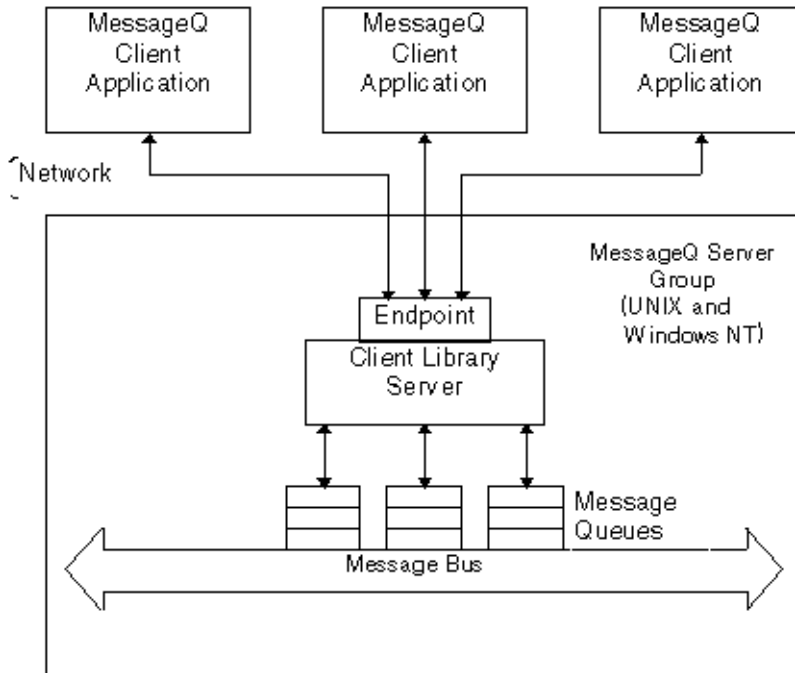 MessageQ
Client
Application
MessageQ
Client
Application
MessageQ
Client
Application
Network
MessageQ Server
Group
(UNIX and
Windows NT)
Endpoint
Client Library
Server
Message
Queues
Message Bus